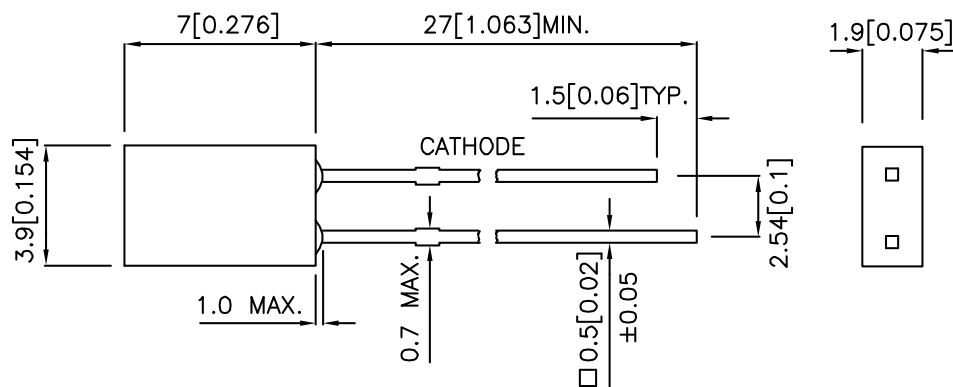 7[0.276]
27[1.063]MIN.
1.9[0.075]
1.5[0.06]TYP.
CATHODE
3.9[0.154]
2.54[0.1]
1.0 MAX.
0.7 MAX.
□0.5[0.02]
±0.05